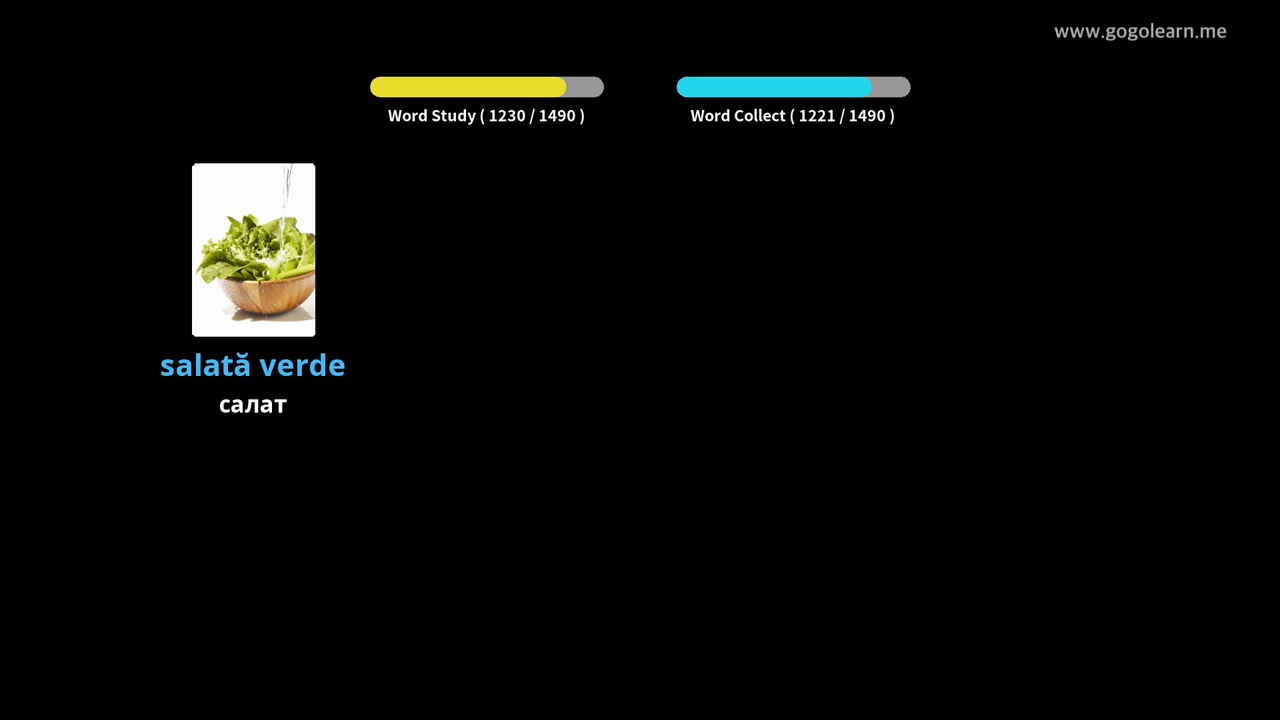 www.gogolearn.me
Word Study ( 1230 / 1490 )
Word Collect ( 1221 / 1490 )
salată verde
салат